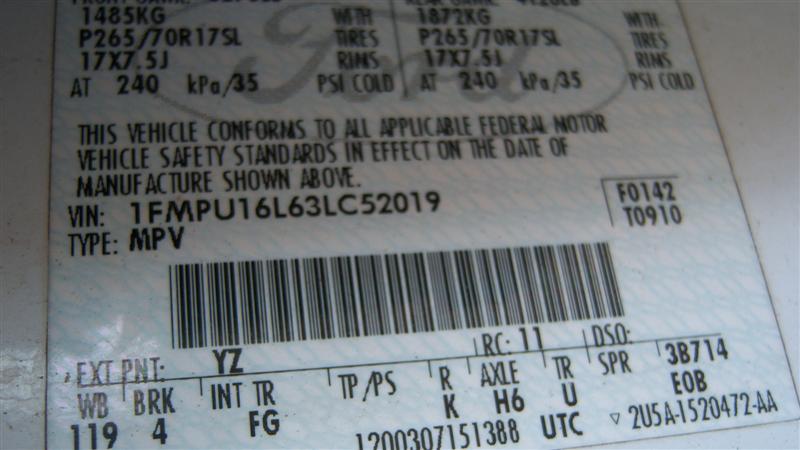 1485KG WITH 1872KG WITH
P265/70R17SL TIRES P265/70R17SL TIRES
17X7.5J RIMS 17X7.5J RIMS
AT 240 kPa/35 PSI COLD AT 240 kPa/35 PSI COLD
Ford
THIS VEHICLE CONFORMS TO ALL APPLICABLE FEDERAL MOTOR
VEHICLE SAFETY STANDARDS IN EFFECT ON THE DATE OF
MANUFACTURE SHOWN ABOVE.
VIN: 1FMPU16L63LC52019 F0142
TYPE: MPV T0910
EXT PNT: YZ RC: 11 DSO:
WB BRK INT TR TP/PS R AXLE TR SPR 3B714
119 4 FG K H6 U E0B
1200307151388 UTC ▽ 2U5A-1520472-AA